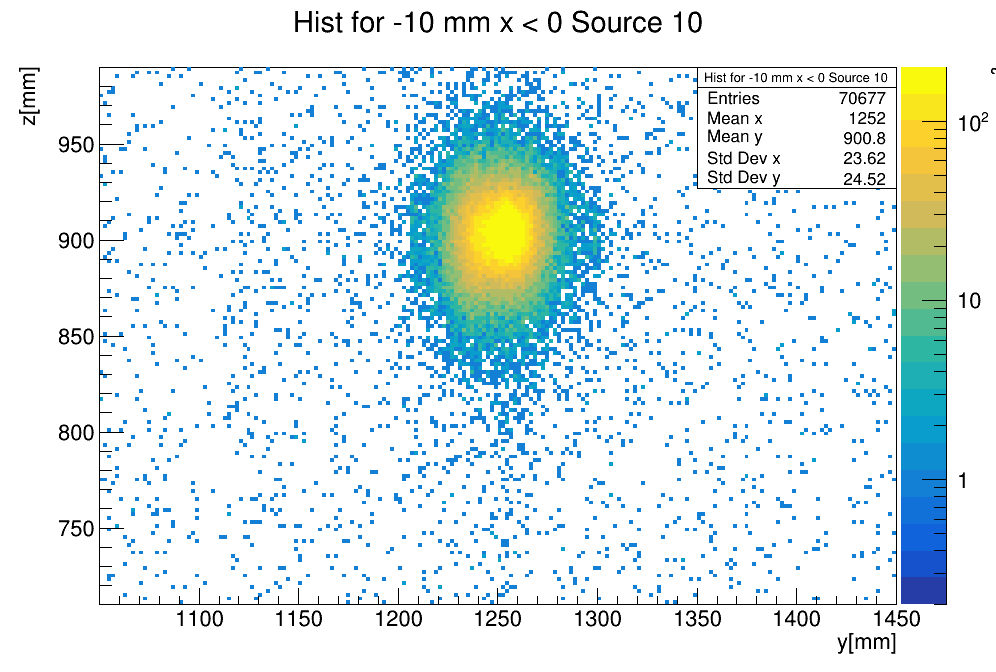 Hist for -10 mm x < 0 Source 10
z[mm]
Hist for -10 mm x < 0 Source 10
Entries 70677
Mean x 1252
Mean y 900.8
Std Dev x 23.62
Std Dev y 24.52
950
900
850
800
750
1100 1150 1200 1250 1300 1350 1400 1450
y[mm]
10²
10
1